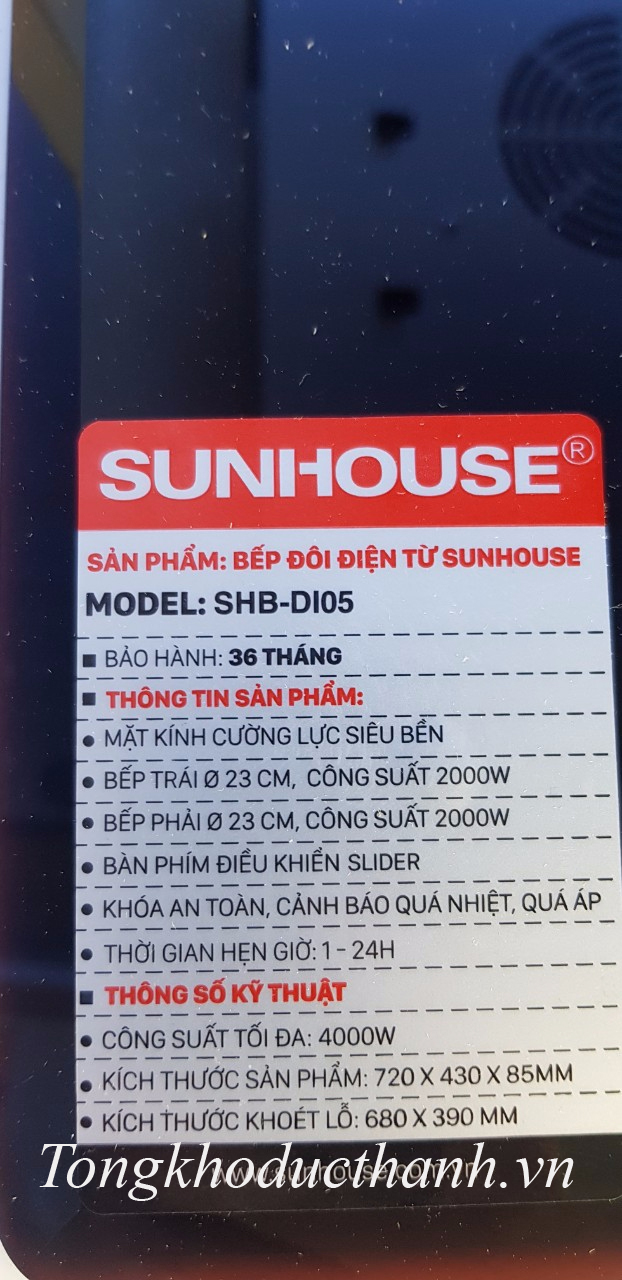 SUNHOUSE®
SẢN PHẨM: BẾP ĐÔI ĐIỆN TỪ SUNHOUSE
MODEL: SHB-DI05
■ BẢO HÀNH: 36 THÁNG
■ THÔNG TIN SẢN PHẨM:
• MẶT KÍNH CƯỜNG LỰC SIÊU BỀN
• BẾP TRÁI Ø 23 CM, CÔNG SUẤT 2000W
• BẾP PHẢI Ø 23 CM, CÔNG SUẤT 2000W
• BÀN PHÍM ĐIỀU KHIỂN SLIDER
• KHÓA AN TOÀN, CẢNH BÁO QUÁ NHIỆT, QUÁ ÁP
• THỜI GIAN HẸN GIỜ: 1 - 24H
■ THÔNG SỐ KỸ THUẬT
• CÔNG SUẤT TỐI ĐA: 4000W
• KÍCH THƯỚC SẢN PHẨM: 720 X 430 X 85MM
• KÍCH THƯỚC KHOÉT LỖ: 680 X 390 MM
www.sunhouse.com.vn
Tongkhoducthanh.vn